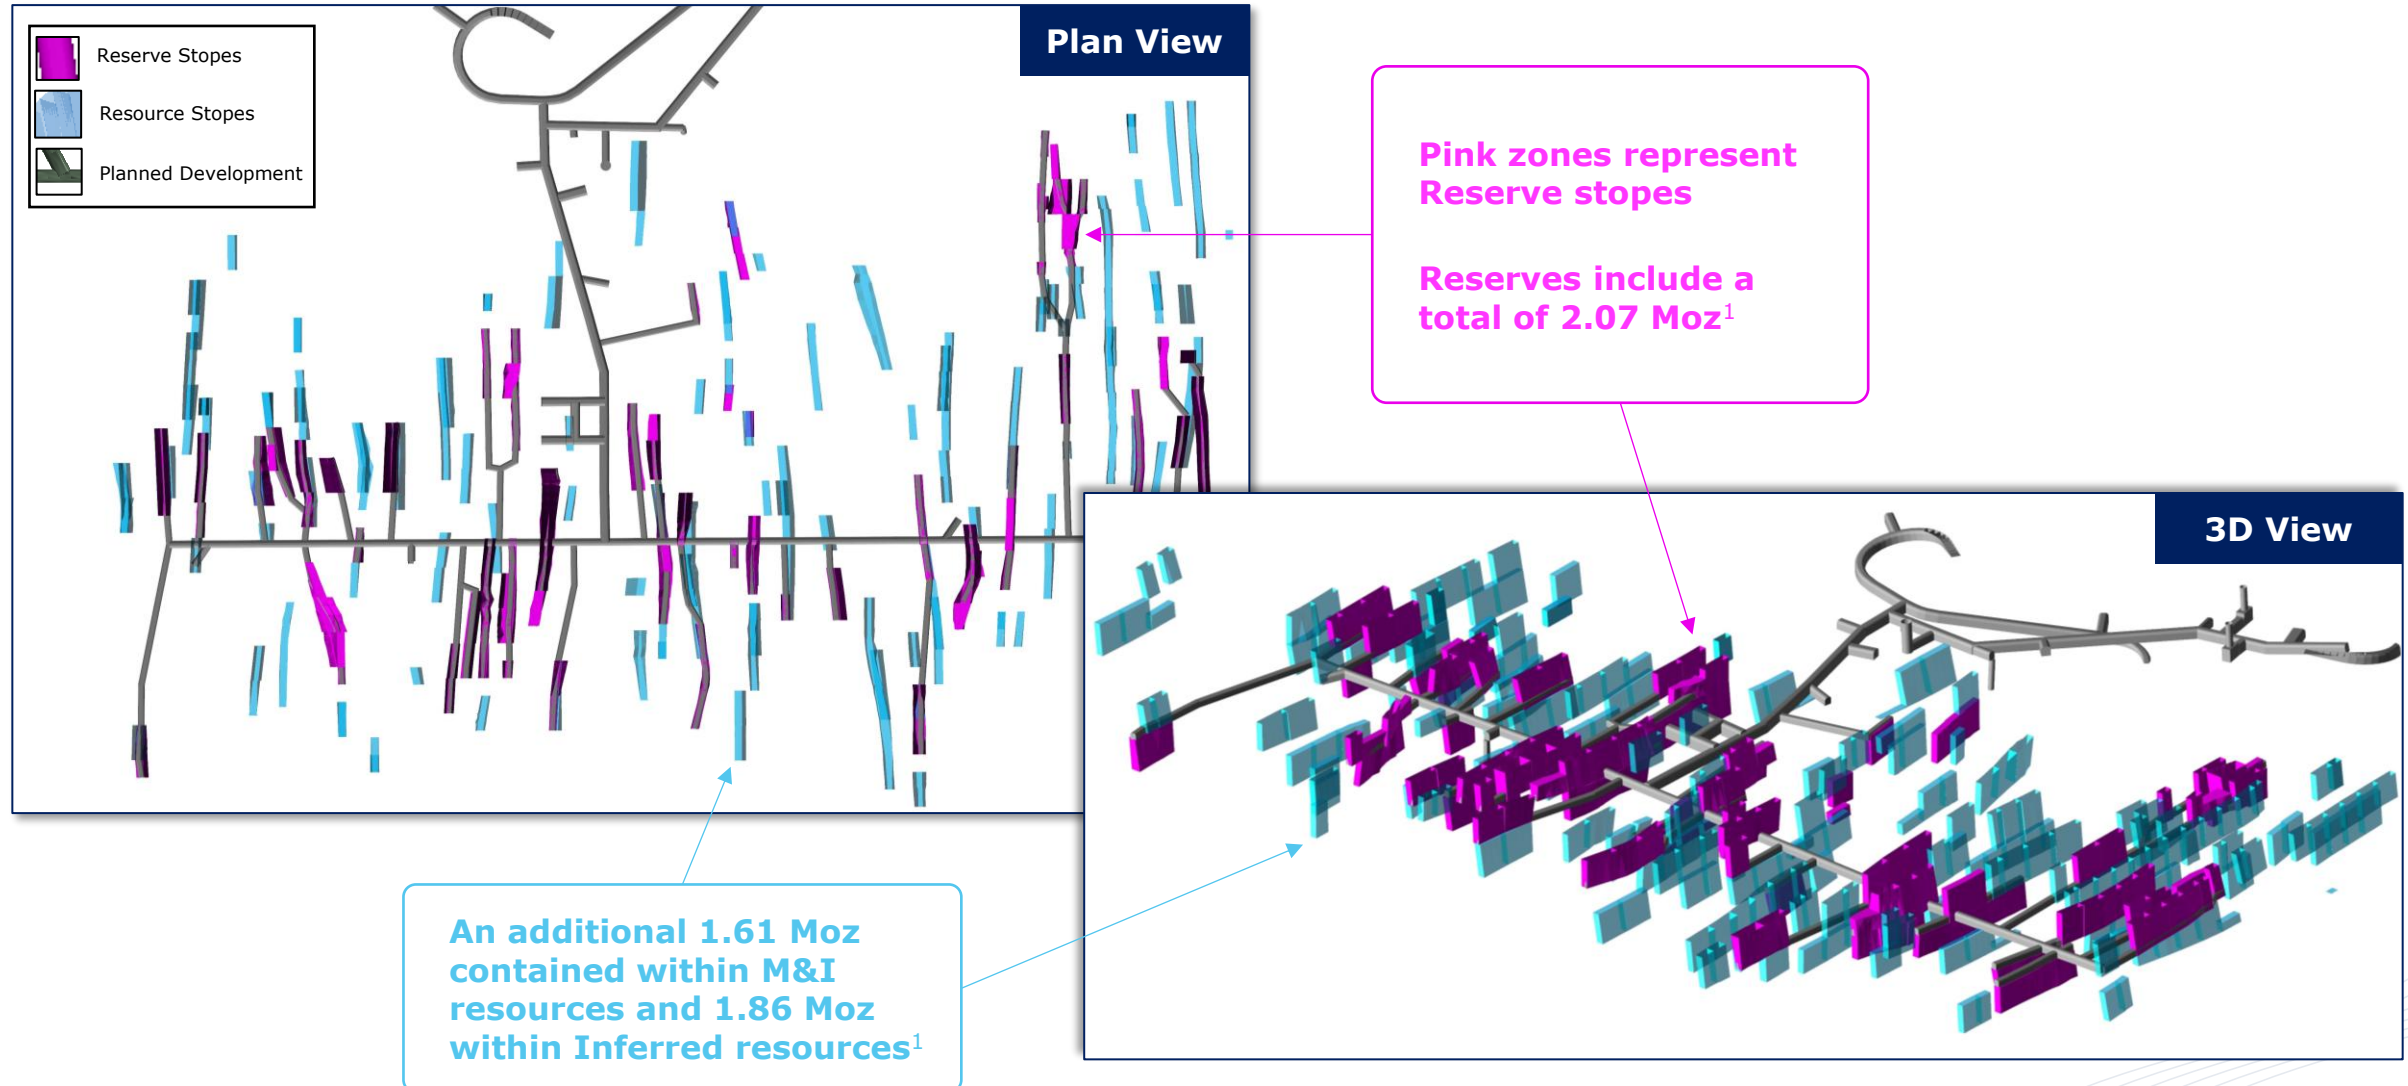 Plan View
Reserve Stopes
Resource Stopes
Planned Development
Pink zones represent
Reserve stopes
Reserves include a
total of 2.07 Moz1
3D View
An additional 1.61 Moz
contained within M&I
resources and 1.86 Moz
within Inferred resources1